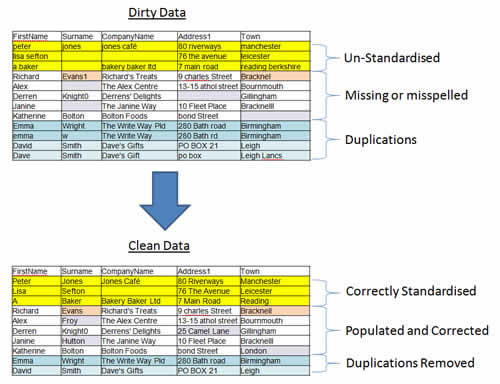 Dirty Data
FirstName Surname CompanyName Address1 Town
peter jones jones café 80 riverways manchester
lisa sefton 76 the avenue leicester
a baker bakery baker ltd 7 main road reading berkshire
Un-Standardised
Richard Evans1 Richard's Treats 9 charles Street Bracknel
Alex The Alex Centre 13-15 athol street Bournmouth
Derren Knight0 Derrens' Delights Gillingham
Janine The Janine Way 10 Fleet Place Bracknelll
Katherine Bolton Bolton Foods bond Street
Missing or misspelled
Emma Wright The Write Way Pld 280 Bath road Birmingham
emma w The Write Way 280 Bath rd Birmingham
David Smith Dave's Gifts PO BOX 21 Leigh
Dave Smith Dave's Gift po box Leigh Lancs
Duplications
Clean Data
FirstName Surname CompanyName Address1 Town
Peter Jones Jones Café 80 Riverways Manchester
Lisa Sefton 76 The Avenue Leicester
A Baker Bakery Baker Ltd 7 Main Road Reading
Correctly Standardised
Richard Evans Richard's Treats 9 charles Street Bracknell
Alex Froy The Alex Centre 13-15 athol street Bournmouth
Derren Knight0 Derrens' Delights 25 Camel Lane Gillingham
Janine Hutton The Janine Way 10 Fleet Place Bracknell
Katherine Bolton Bolton Foods bond Street London
Populated and Corrected
Emma Wright The Write Way Pld 280 Bath road Birmingham
David Smith Dave's Gifts PO BOX 21 Leigh
Duplications Removed